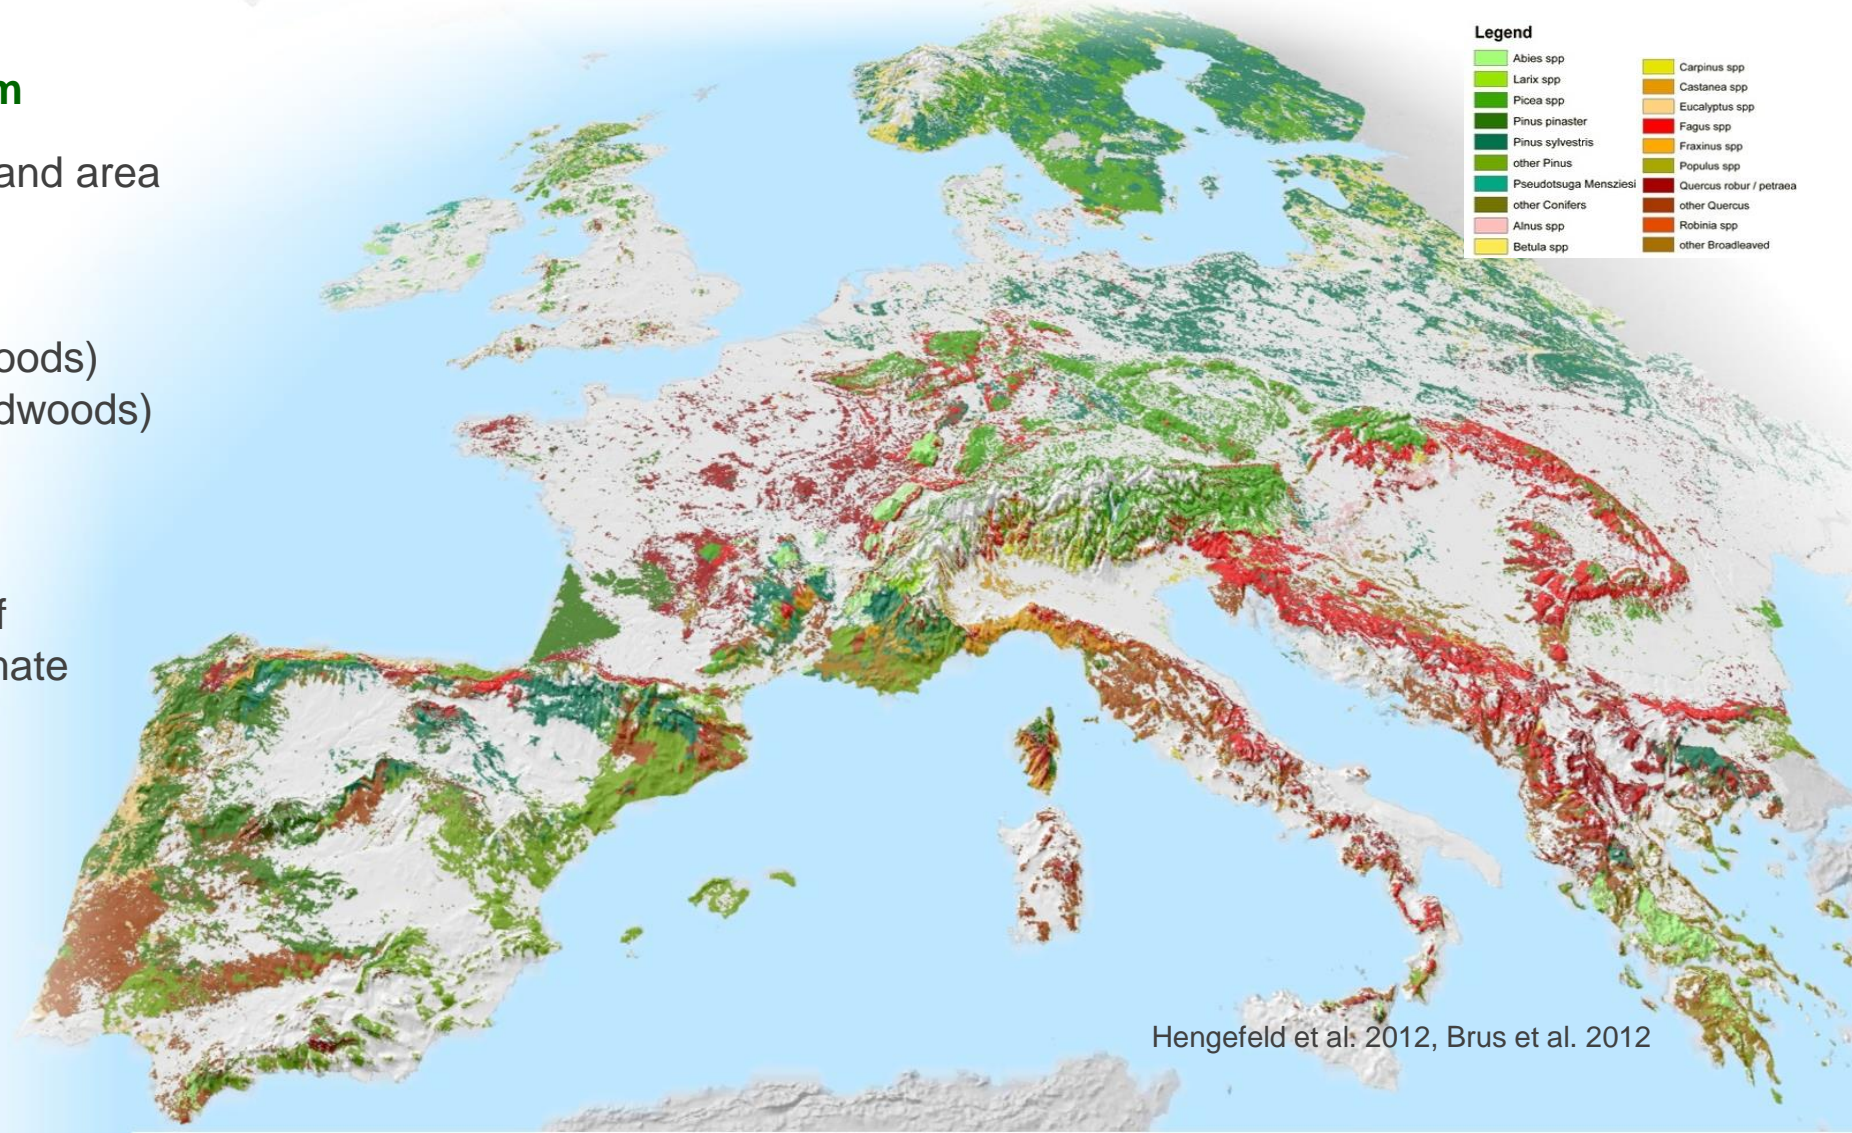 m
and area
oods)
dwoods)
f
nate
Legend
Abies spp
Larix spp
Picea spp
Pinus pinaster
Pinus sylvestris
other Pinus
Pseudotsuga Mensziesi
other Conifers
Alnus spp
Betula spp
Carpinus spp
Castanea spp
Eucalyptus spp
Fagus spp
Fraxinus spp
Populus spp
Quercus robur / petraea
other Quercus
Robinia spp
other Broadleaved
Hengefeld et al. 2012, Brus et al. 2012